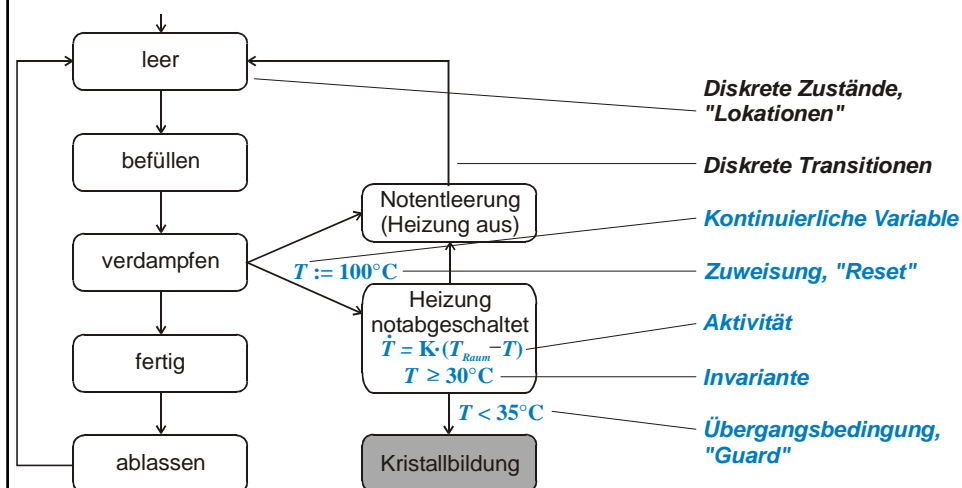 leer
befüllen
verdampfen
fertig
ablassen
Notentleerung
(Heizung aus)
T := 100°C
Heizung
notabgeschaltet
Ṫ = K·(T_Raum−T)
T ≥ 30°C
T < 35°C
Kristallbildung
Diskrete Zustände,
"Lokationen"
Diskrete Transitionen
Kontinuierliche Variable
Zuweisung, "Reset"
Aktivität
Invariante
Übergangsbedingung,
"Guard"